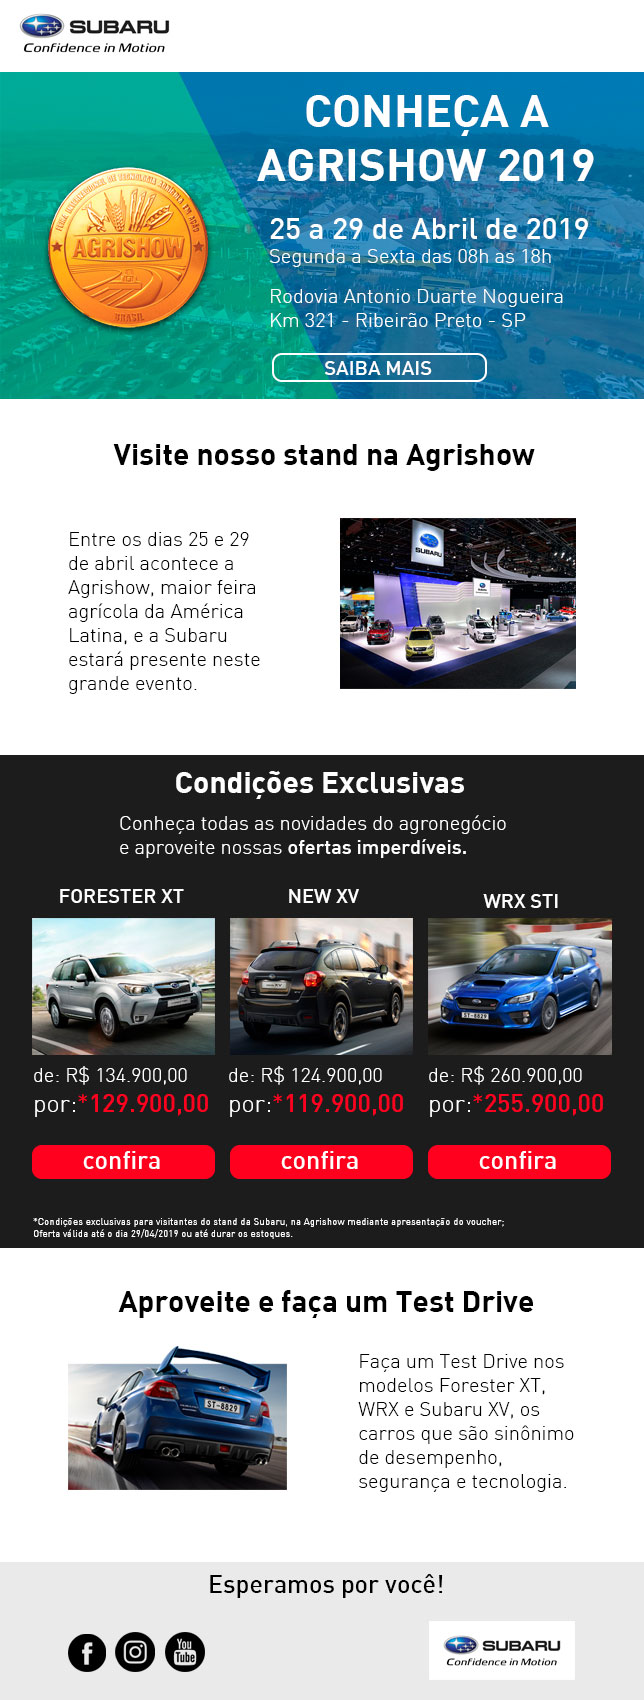 SUBARU
Confidence in Motion
CONHEÇA A
AGRISHOW 2019
FEIRA INTERNACIONAL DE TECNOLOGIA AGRÍCOLA EM AÇÃO
AGRISHOW
BRASIL
25 a 29 de Abril de 2019
Segunda a Sexta das 08h as 18h
Rodovia Antonio Duarte Nogueira
Km 321 - Ribeirão Preto - SP
SAIBA MAIS
Visite nosso stand na Agrishow
Entre os dias 25 e 29
de abril acontece a
Agrishow, maior feira
agrícola da América
Latina, e a Subaru
estará presente neste
grande evento.
SUBARU
Condições Exclusivas
Conheça todas as novidades do agronegócio
e aproveite nossas ofertas imperdíveis.
FORESTER XT
NEW XV
WRX STI
ST-8829
de: R$ 134.900,00
de: R$ 124.900,00
de: R$ 260.900,00
por:*129.900,00
por:*119.900,00
por:*255.900,00
confira
confira
confira
*Condições exclusivas para visitantes do stand da Subaru, na Agrishow mediante apresentação do voucher;
Oferta válida até o dia 29/04/2019 ou até durar os estoques.
Aproveite e faça um Test Drive
ST-8829
Faça um Test Drive nos
modelos Forester XT,
WRX e Subaru XV, os
carros que são sinônimo
de desempenho,
segurança e tecnologia.
Esperamos por você!
You
Tube
SUBARU
Confidence in Motion